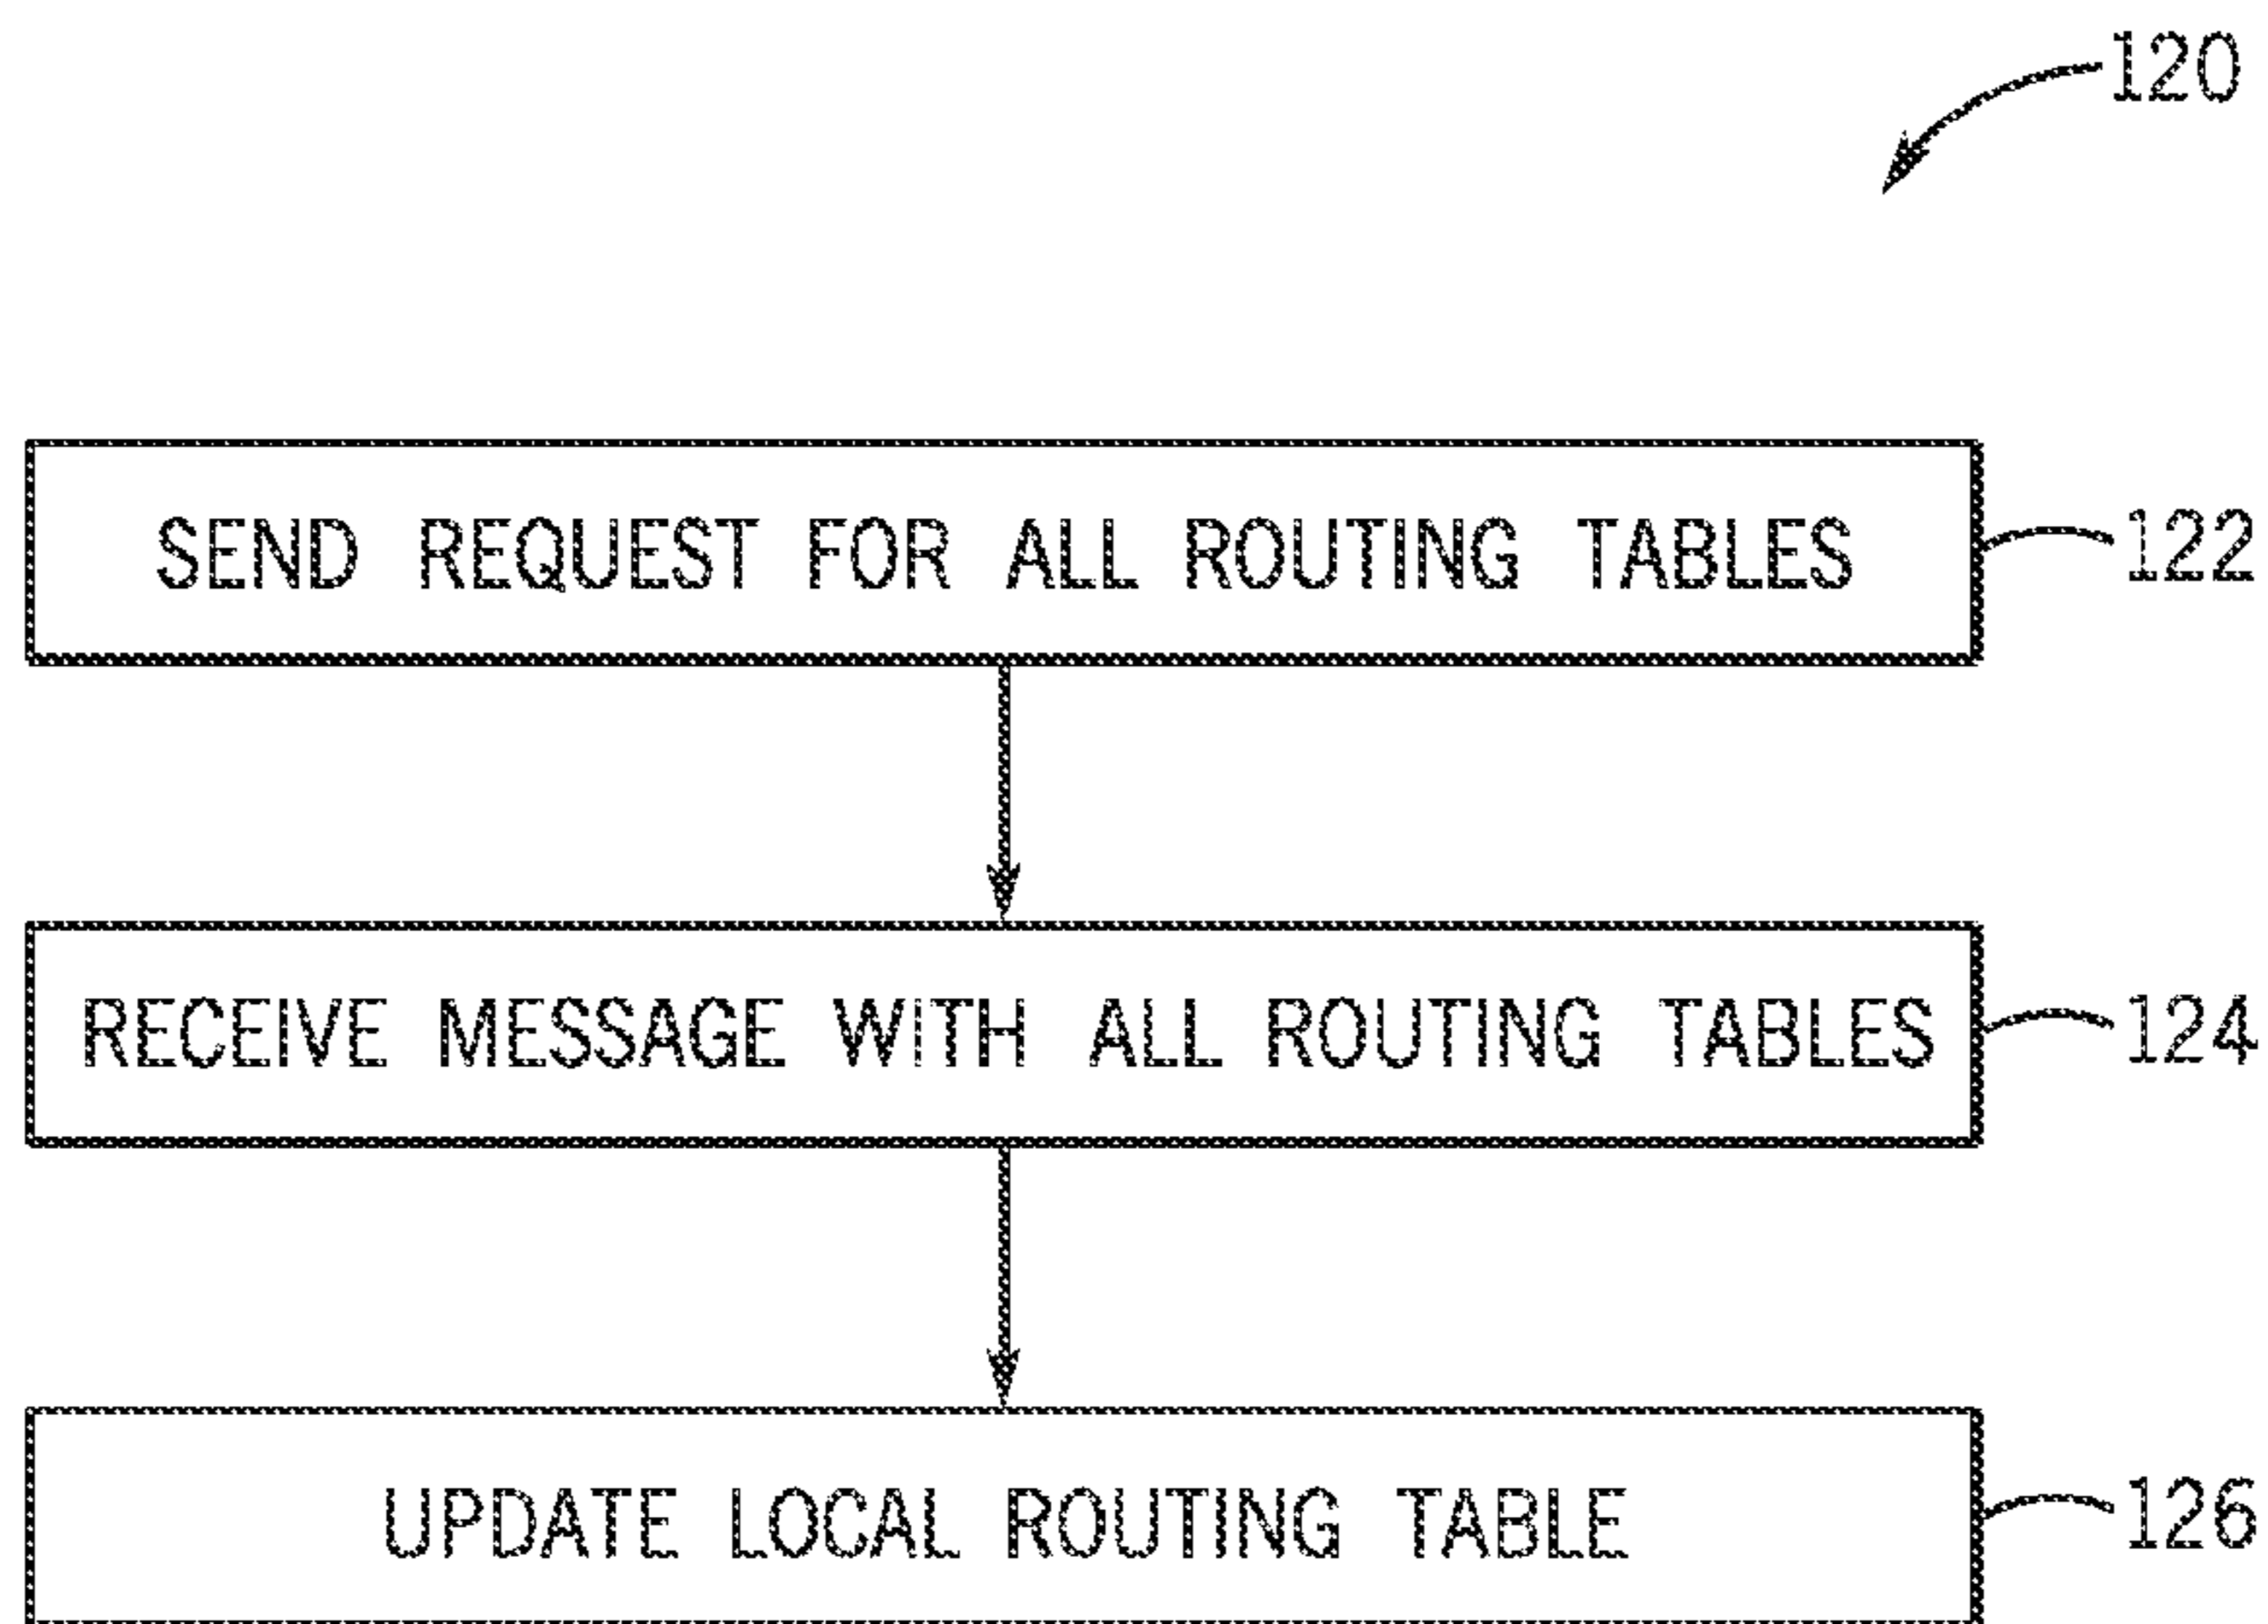 120
SEND REQUEST FOR ALL ROUTING TABLES
122
RECEIVE MESSAGE WITH ALL ROUTING TABLES
124
UPDATE LOCAL ROUTING TABLE
126